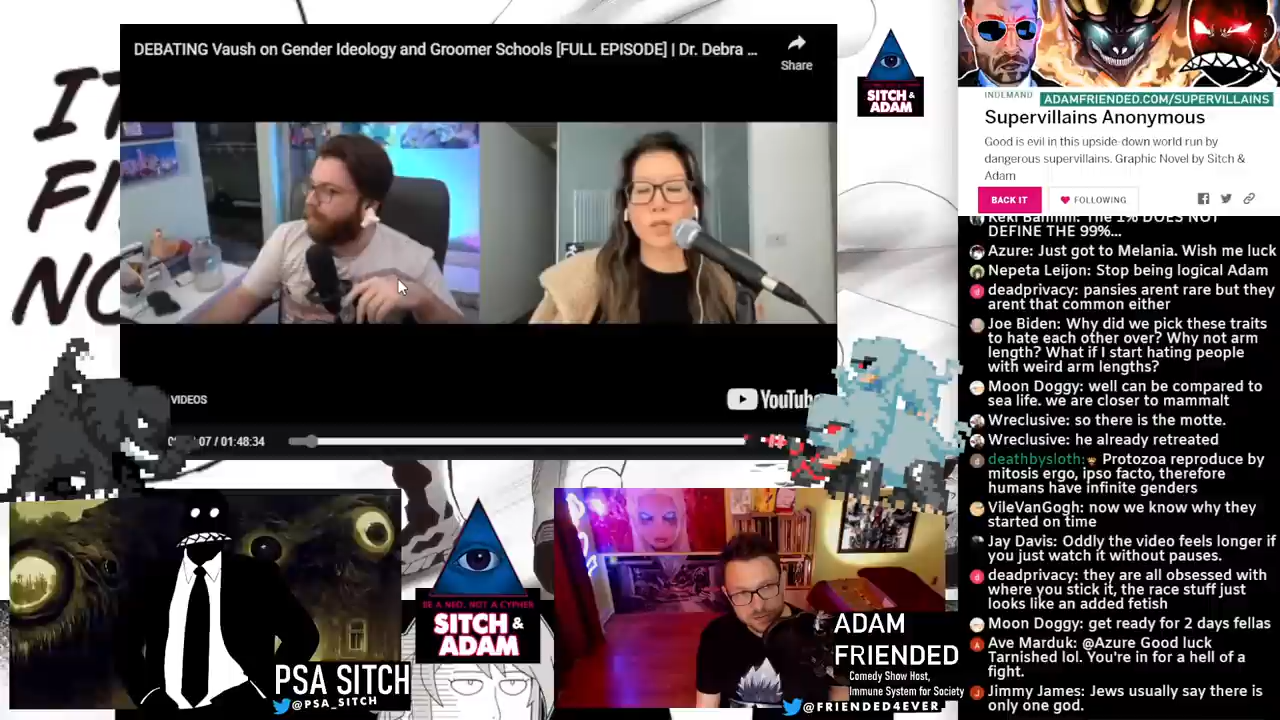 DEBATING Vaush on Gender Ideology and Groomer Schools [FULL EPISODE] | Dr. Debra ...
Share
SITCH &
ADAM
VIDEOS
07 / 01:48:34
YouTube
INDEMAND
ADAMFRIENDED.COM/SUPERVILLAINS
Supervillains Anonymous
Good is evil in this upside-down world run by
dangerous supervillains. Graphic Novel by Sitch &
Adam
BACK IT
FOLLOWING
DEFINE THE 99%...
Azure: Just got to Melania. Wish me luck
Nepeta Leijon: Stop being logical Adam
deadprivacy: pansies arent rare but they
arent that common either
Joe Biden: Why did we pick these traits
to hate each other over? Why not arm
length? What if I start hating people
with weird arm lengths?
Moon Doggy: well can be compared to
sea life. we are closer to mammalt
Wreclusive: so there is the motte.
Wreclusive: he already retreated
deathbysloth: Protozoa reproduce by
mitosis ergo, ipso facto, therefore
humans have infinite genders
VileVanGogh: now we know why they
started on time
Jay Davis: Oddly the video feels longer if
you just watch it without pauses.
deadprivacy: they are all obsessed with
where you stick it, the race stuff just
looks like an added fetish
Moon Doggy: get ready for 2 days fellas
Ave Marduk: @Azure Good luck
Tarnished lol. You're in for a hell of a
fight.
Jimmy James: Jews usually say there is
only one god.
BE A NEO, NOT A CYPHER
SITCH &
ADAM
PSA SITCH
@PSA_SITCH
ADAM
FRIENDED
Comedy Show Host,
Immune System for Society
@FRIENDED4EVER